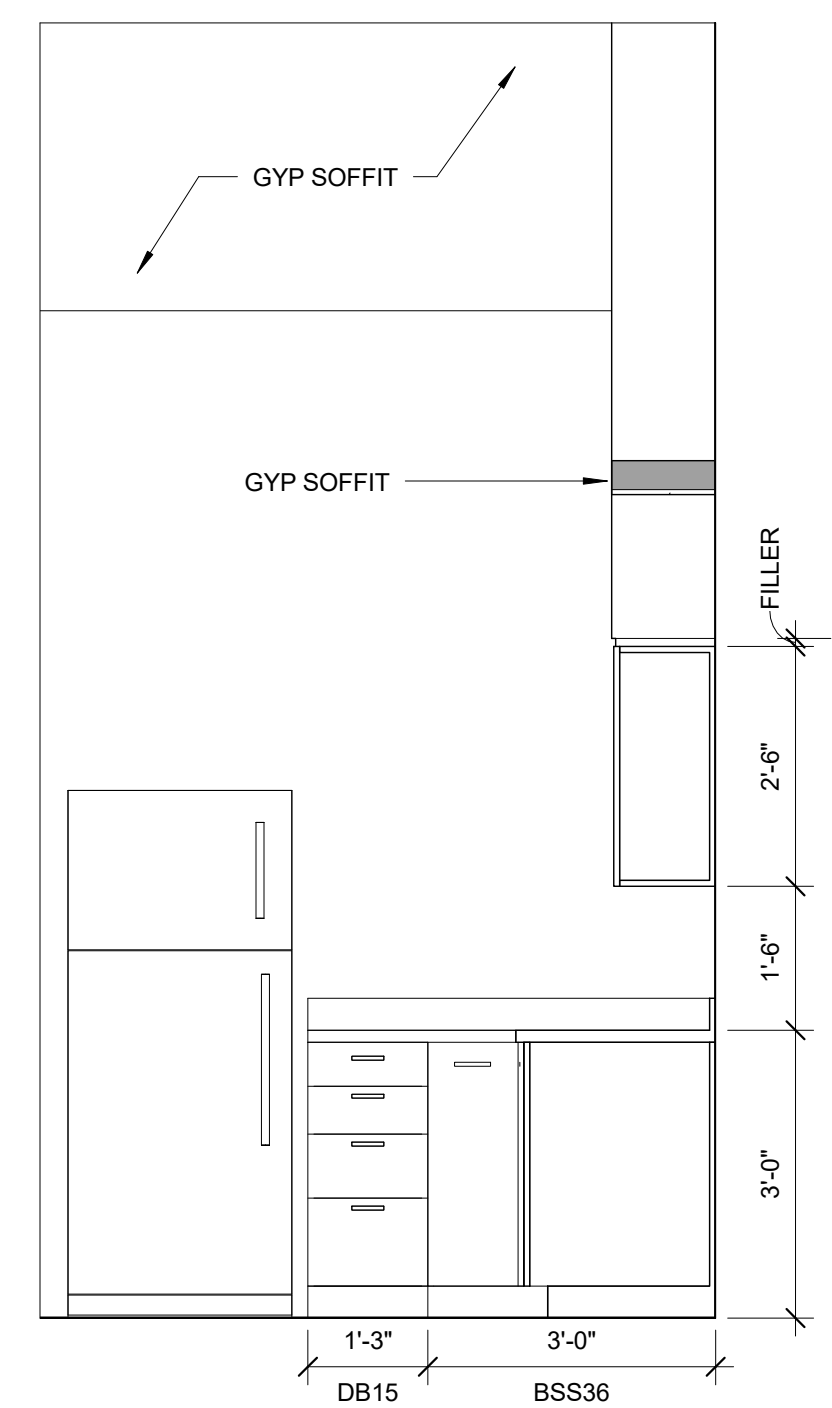 GYP SOFFIT
GYP SOFFIT
FILLER
2'-6"
1'-6"
3'-0"
1'-3"
3'-0"
DB15
BSS36